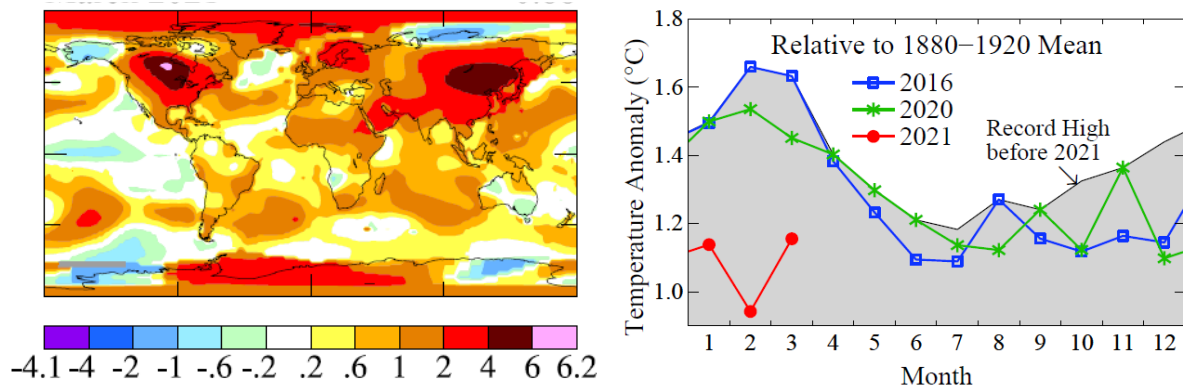 -4.1 -4 -2 -1 -.6 -.2 .2 .6 1 2 4 6 6.2
Temperature Anomaly (°C)
1.8
1.6
1.4
1.2
1.0
Relative to 1880−1920 Mean
2016
2020
2021
Record High
before 2021
1 2 3 4 5 6 7 8 9 10 11 12
Month